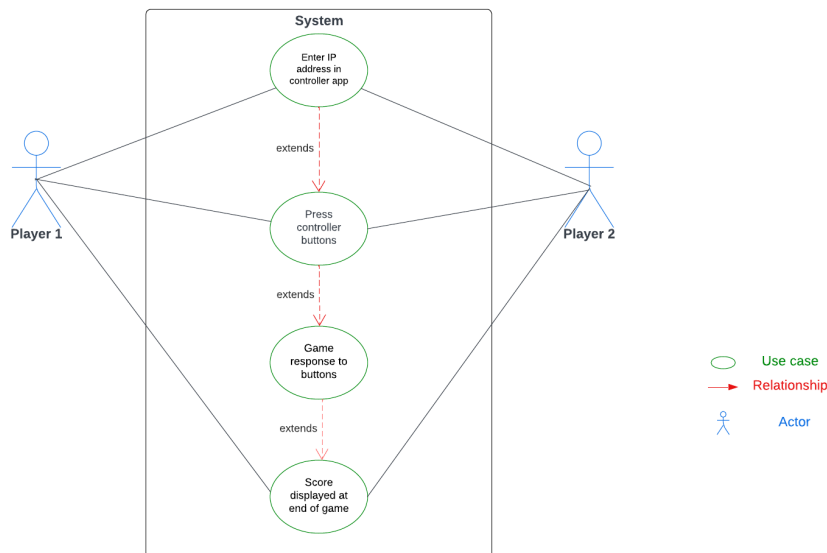 System
Enter IP
address in
controller app
extends
Player 1
Player 2
Press
controller
buttons
extends
Game
response to
buttons
Use case
Relationship
extends
Actor
Score
displayed at
end of game